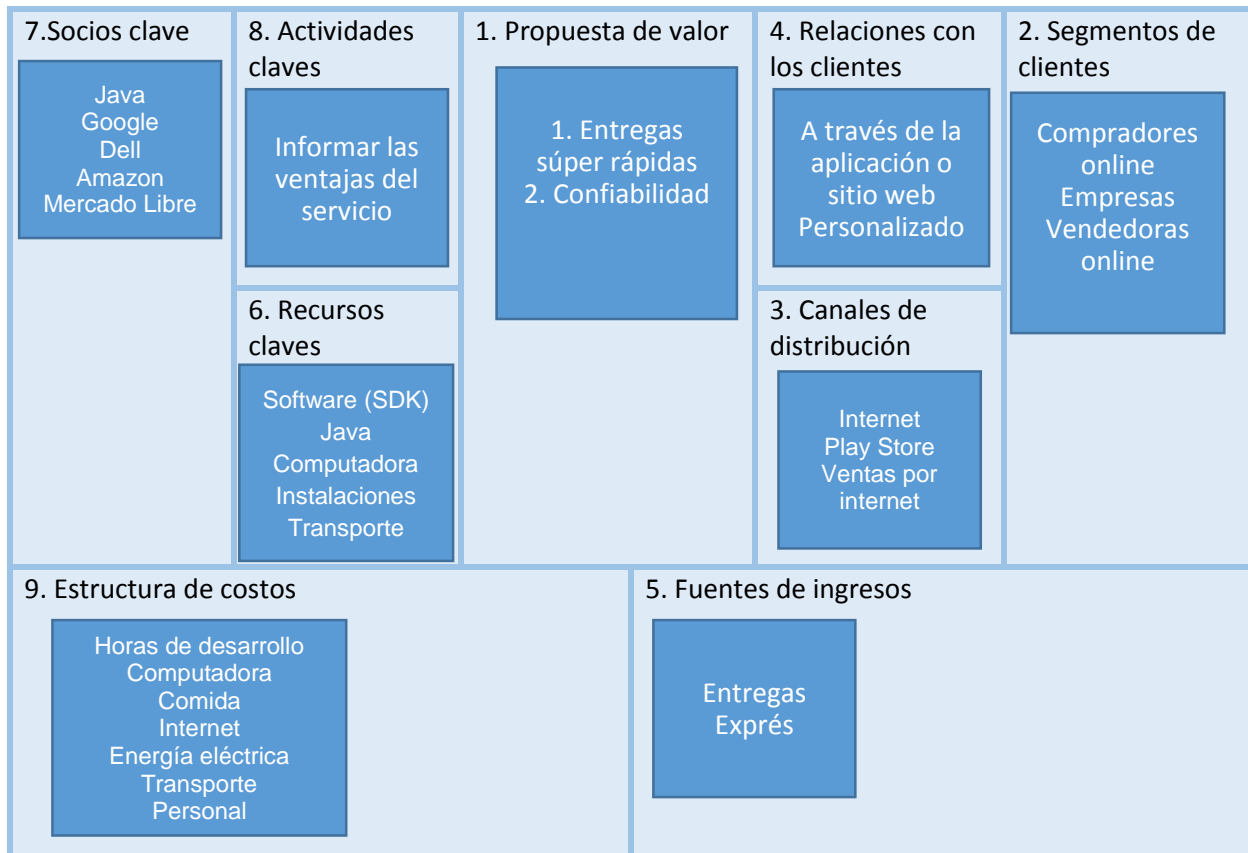 7.Socios clave
Java
Google
Dell
Amazon
Mercado Libre
8. Actividades
claves
Informar las
ventajas del
servicio
6. Recursos
claves
Software (SDK)
Java
Computadora
Instalaciones
Transporte
1. Propuesta de valor
1. Entregas
súper rápidas
2. Confiabilidad
4. Relaciones con
los clientes
A través de la
aplicación o
sitio web
Personalizado
3. Canales de
distribución
Internet
Play Store
Ventas por
internet
2. Segmentos de
clientes
Compradores
online
Empresas
Vendedoras
online
9. Estructura de costos
Horas de desarrollo
Computadora
Comida
Internet
Energía eléctrica
Transporte
Personal
5. Fuentes de ingresos
Entregas
Exprés